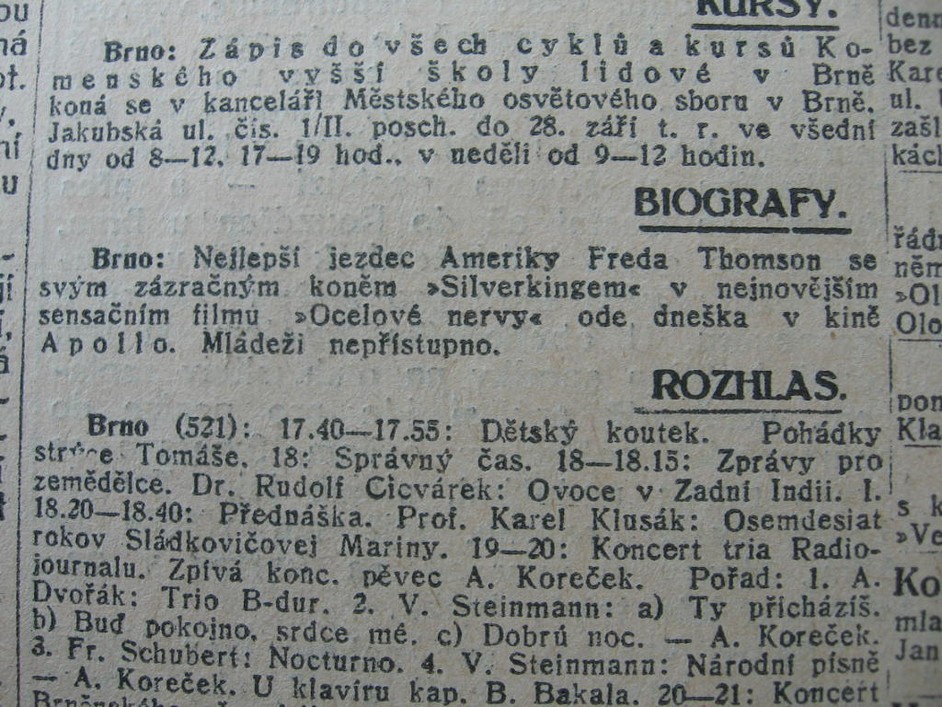 KURSY.
Brno: Zápis do všech cyklů a kursů Ko-
menského vyšší školy lidové v Brně
koná se v kanceláři Městského osvětového sboru v Brně,
Jakubská ul. čís. 1/II. posch. do 28. září t. r. ve všední
dny od 8—12, 17—19 hod., v neděli od 9—12 hodin.
BIOGRAFY.
Brno: Nejlepší jezdec Ameriky Freda Thomson se
svým zázračným koněm »Silverkingem« v nejnovějším
sensačním filmu »Ocelové nervy« ode dneška v kině
Apollo. Mládeži nepřístupno.
ROZHLAS.
Brno (521): 17.40—17.55: Dětský koutek. Pohádky
Tomáše. 18: Správný čas. 18—18.15: Zprávy pro
zemědělce. Dr. Rudolf Cicvárek: Ovoce v Zadní Indii. I.
18.20—18.40: Přednáška. Prof. Karel Klusák: Osemdesiat
rokov Sládkovičovej Mariny. 19—20: Koncert tria Radio-
journalu. Zpívá konc. pěvec A. Koreček. Pořad: 1. A.
Dvořák: Trio B-dur. 2. V. Steinmann: a) Ty přicházíš.
b) Buď pokojno, srdce mé. c) Dobrú noc. — A. Koreček.
3. Fr. Schubert: Nocturno. 4. V. Steinmann: Národní písně
— A. Koreček. U klavíru kap. B. Bakala. 20—21: Koncert